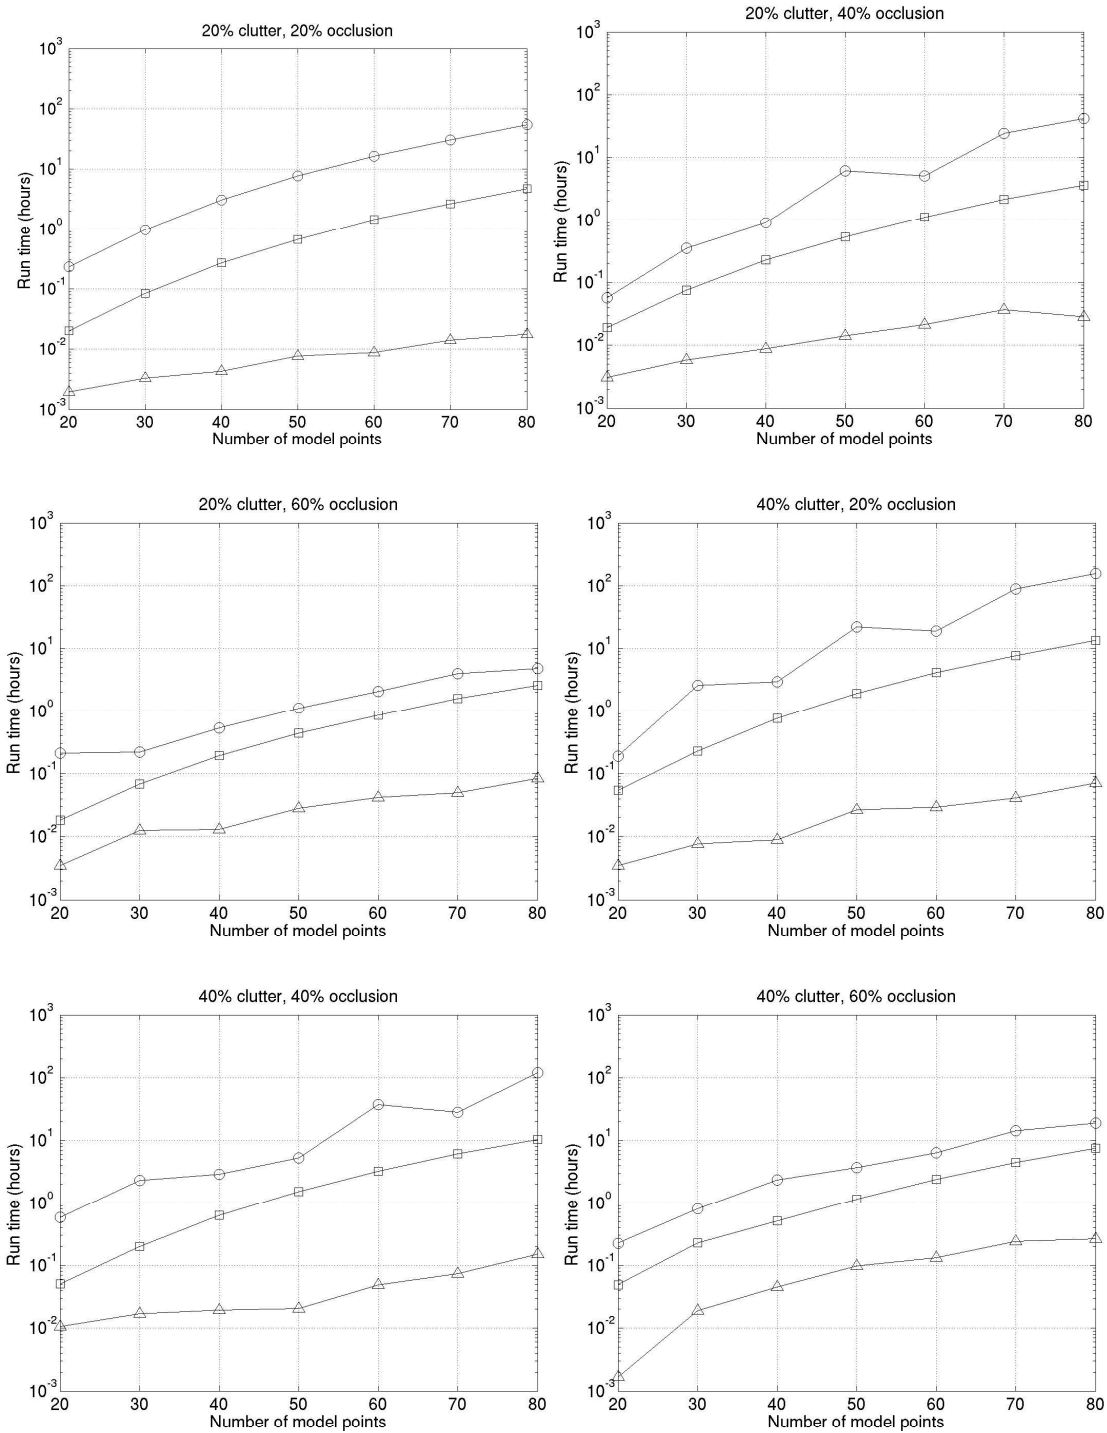 20% clutter, 20% occlusion
10^3
10^2
10^1
10^0
10^-1
10^-2
10^-3
Run time (hours)
20 30 40 50 60 70 80
Number of model points
20% clutter, 40% occlusion
10^3
10^2
10^1
10^0
10^-1
10^-2
10^-3
Run time (hours)
20 30 40 50 60 70 80
Number of model points
20% clutter, 60% occlusion
10^3
10^2
10^1
10^0
10^-1
10^-2
10^-3
Run time (hours)
20 30 40 50 60 70 80
Number of model points
40% clutter, 20% occlusion
10^3
10^2
10^1
10^0
10^-1
10^-2
10^-3
Run time (hours)
20 30 40 50 60 70 80
Number of model points
40% clutter, 40% occlusion
10^3
10^2
10^1
10^0
10^-1
10^-2
10^-3
Run time (hours)
20 30 40 50 60 70 80
Number of model points
40% clutter, 60% occlusion
10^3
10^2
10^1
10^0
10^-1
10^-2
10^-3
Run time (hours)
20 30 40 50 60 70 80
Number of model points